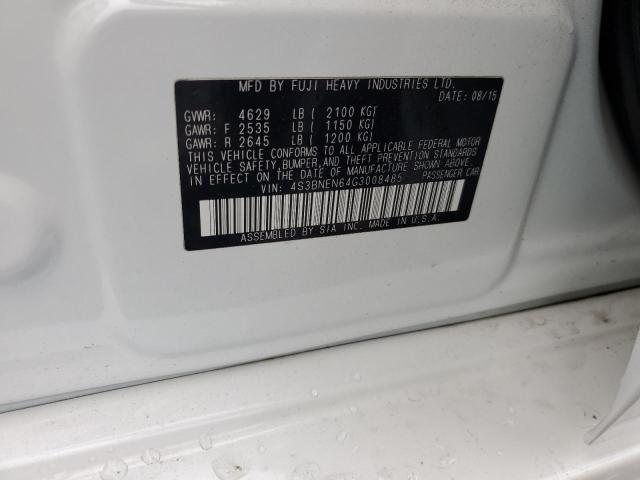 MFD BY FUJI HEAVY INDUSTRIES LTD.
DATE: 08/15
GVWR: 4629 LB ( 2100 KG)
GAWR: F 2535 LB ( 1150 KG)
GAWR: R 2645 LB ( 1200 KG)
THIS VEHICLE CONFORMS TO ALL APPLICABLE FEDERAL MOTOR
VEHICLE SAFETY,BUMPER,AND THEFT PREVENTION STANDARDS
IN EFFECT ON THE DATE OF MANUFACTURE SHOWN ABOVE.
VIN: 4S3BNEN64G3008485 PASSENGER CAR
ASSEMBLED BY SIA INC. MADE IN U.S.A.